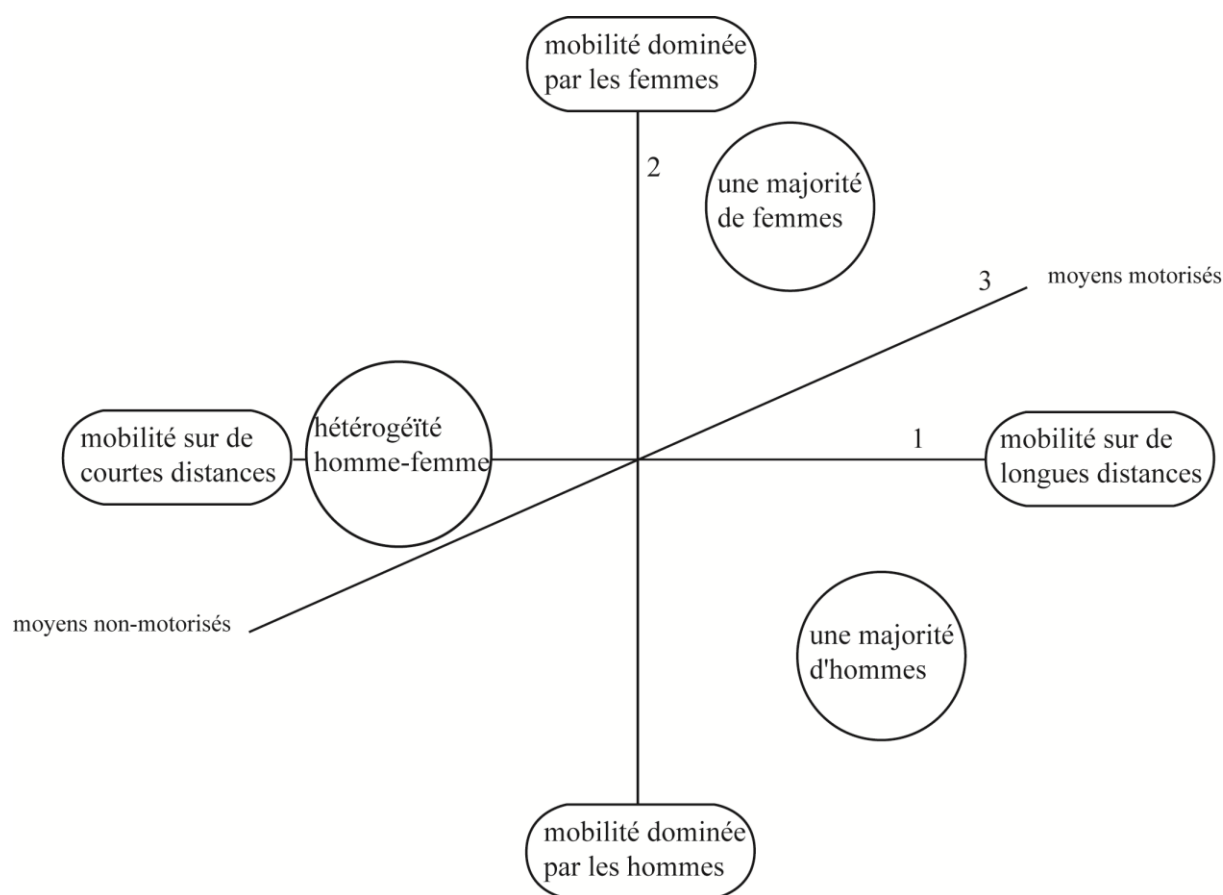 mobilité dominée
par les femmes
2
une majorité
de femmes
3
moyens motorisés
hétérogéïté
homme-femme
mobilité sur de
courtes distances
1
mobilité sur de
longues distances
moyens non-motorisés
une majorité
d'hommes
mobilité dominée
par les hommes